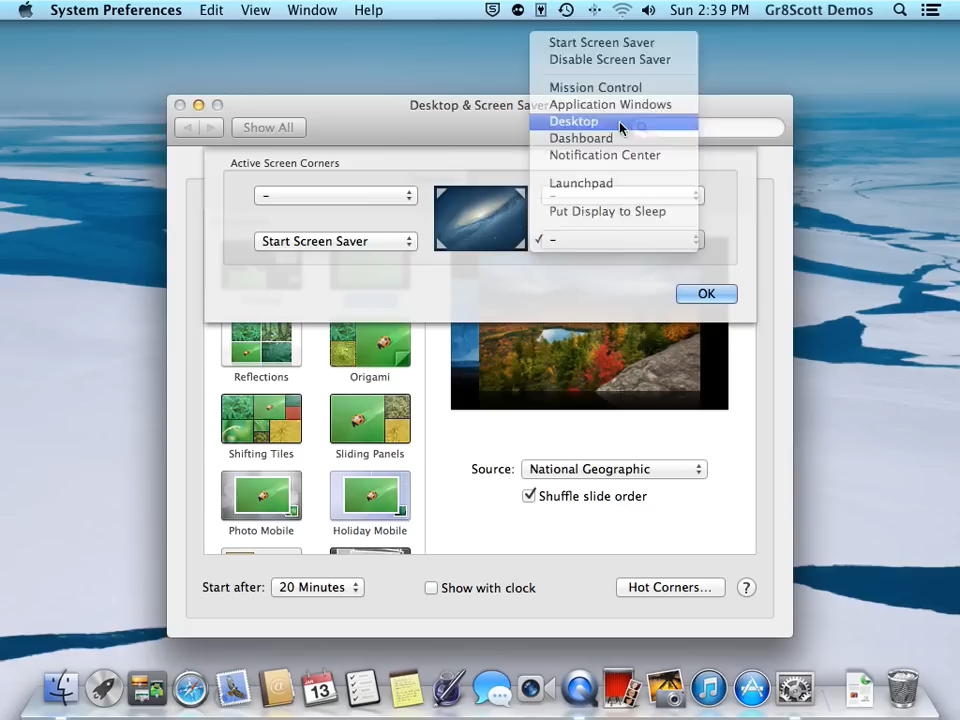 System Preferences Edit View Window Help Sun 2:39 PM Gr8Scott Demos
Desktop & Screen Saver
Show All
Active Screen Corners
–
Start Screen Saver
Start Screen Saver
Disable Screen Saver
Mission Control
Application Windows
Desktop
Dashboard
Notification Center
Launchpad
–
Put Display to Sleep
✓ –
OK
Reflections
Origami
Shifting Tiles
Sliding Panels
Photo Mobile
Holiday Mobile
Source: National Geographic
Shuffle slide order
Start after: 20 Minutes
Show with clock
Hot Corners...
?
13